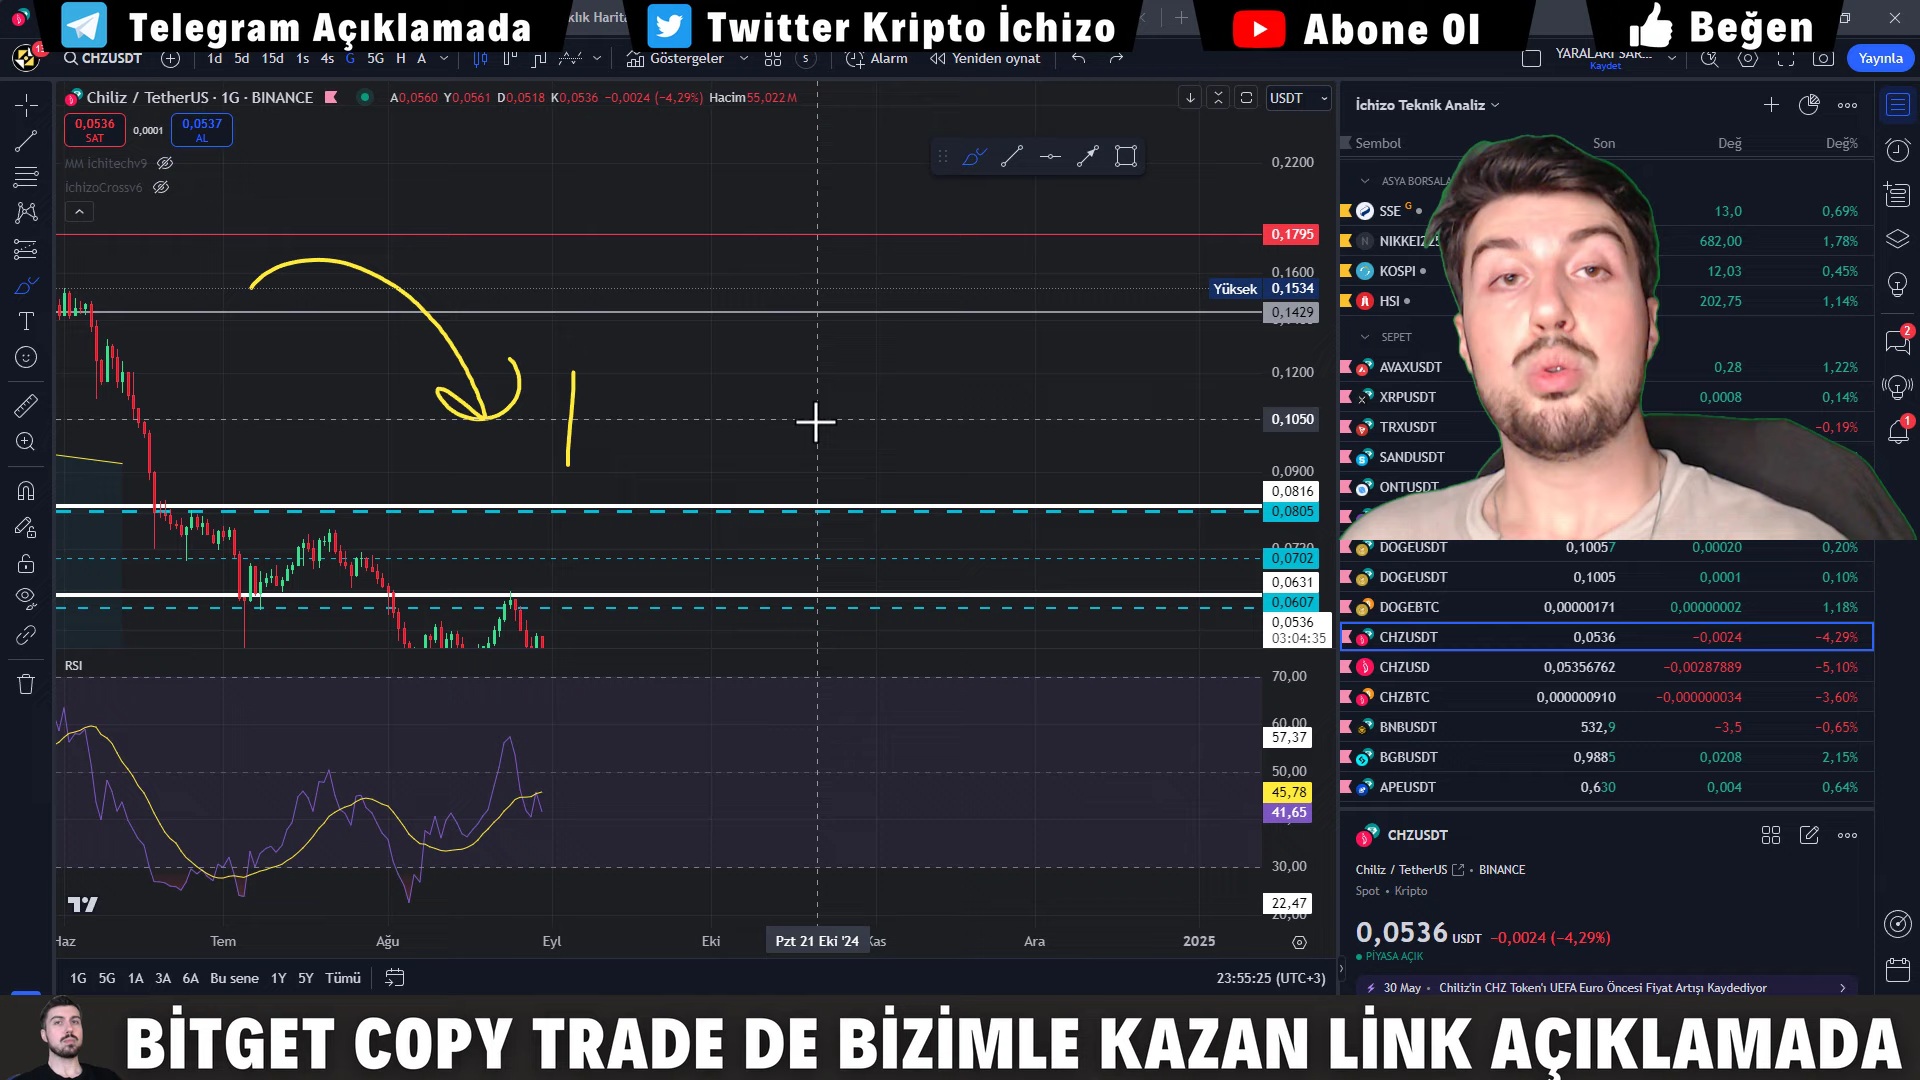 Telegram Açıklamada
Twitter Kripto İchizo
Abone Ol
Beğen
CHZUSDT
1d 5d 15d 1s 4s G 5G H A
Göstergeler
Alarm
Yeniden oynat
YARALARI SAR...
Kaydet
Yayınla
Chiliz / TetherUS · 1G · BINANCE
A0,0560 Y0,0561 D0,0518 K0,0536 −0,0024 (−4,29%) Hacim55,022M
USDT
0,0536
SAT
0,0001
0,0537
AL
MM İchitechv9
İchizoCrossv6
0,2200
0,1795
0,1600
Yüksek 0,1534
0,1429
0,1200
0,1050
0,0900
0,0816
0,0805
0,0702
0,0631
0,0607
0,0536
03:04:35
RSI
70,00
60,00
57,37
50,00
45,78
41,65
30,00
22,47
20,00
Haz Tem Ağu Eyl Eki Pzt 21 Eki '24 Kas Ara 2025
1G 5G 1A 3A 6A Bu sene 1Y 5Y Tümü
23:55:25 (UTC+3)
İchizo Teknik Analiz
Sembol Son Değ Değ%
ASYA BORSALA
SSE G 13,0 0,69%
NIKKEI225 682,00 1,78%
KOSPI 12,03 0,45%
HSI 202,75 1,14%
SEPET
AVAXUSDT 0,28 1,22%
XRPUSDT 0,0008 0,14%
TRXUSDT −0,19%
SANDUSDT
ONTUSDT
DOGEUSDT 0,10057 0,00020 0,20%
DOGEUSDT 0,1005 0,0001 0,10%
DOGEBTC 0,00000171 0,00000002 1,18%
CHZUSDT 0,0536 −0,0024 −4,29%
CHZUSD 0,05356762 −0,00287889 −5,10%
CHZBTC 0,000000910 −0,000000034 −3,60%
BNBUSDT 532,9 −3,5 −0,65%
BGBUSDT 0,9885 0,0208 2,15%
APEUSDT 0,630 0,004 0,64%
CHZUSDT
Chiliz / TetherUS • BINANCE
Spot • Kripto
0,0536 USDT −0,0024 (−4,29%)
PİYASA AÇIK
30 May • Chiliz'in CHZ Token'ı UEFA Euro Öncesi Fiyat Artışı Kaydediyor
BİTGET COPY TRADE DE BİZİMLE KAZAN LİNK AÇIKLAMADA